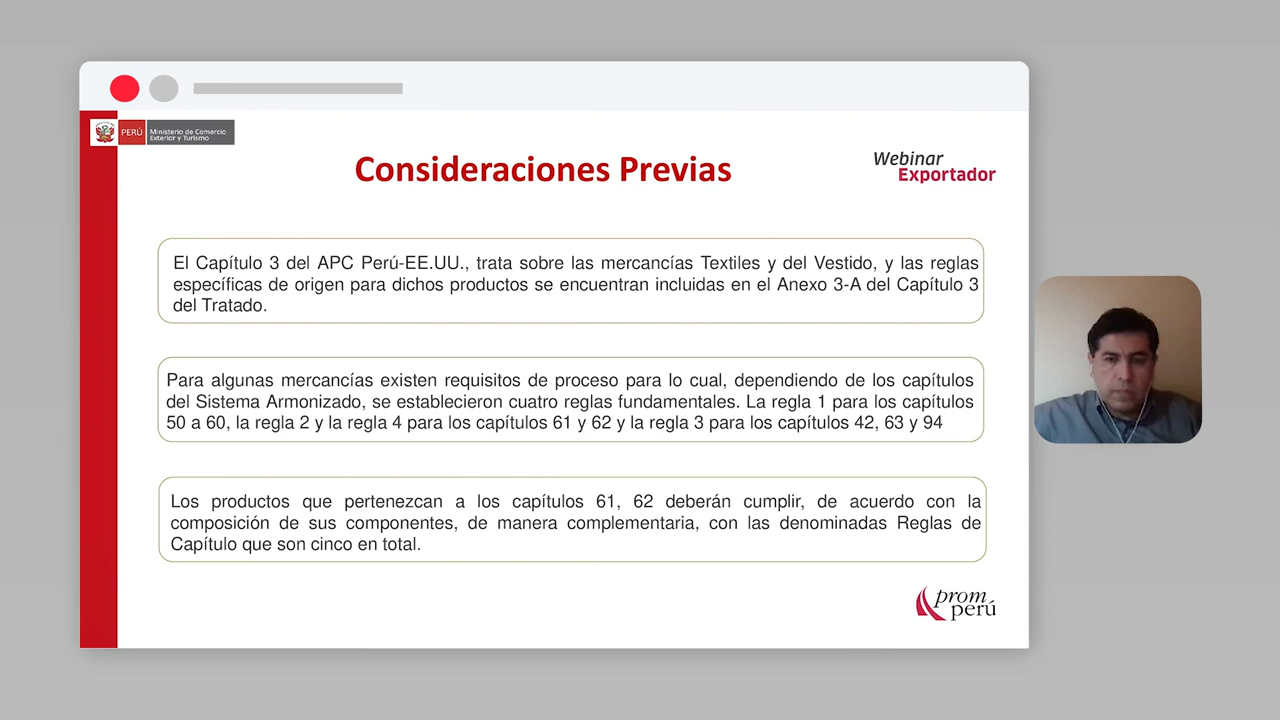 PERÚ
Ministerio de Comercio
Exterior y Turismo
Consideraciones Previas
Webinar
Exportador
El Capítulo 3 del APC Perú-EE.UU., trata sobre las mercancías Textiles y del Vestido, y las reglas
específicas de origen para dichos productos se encuentran incluidas en el Anexo 3-A del Capítulo 3
del Tratado.
Para algunas mercancías existen requisitos de proceso para lo cual, dependiendo de los capítulos
del Sistema Armonizado, se establecieron cuatro reglas fundamentales. La regla 1 para los capítulos
50 a 60, la regla 2 y la regla 4 para los capítulos 61 y 62 y la regla 3 para los capítulos 42, 63 y 94
Los productos que pertenezcan a los capítulos 61, 62 deberán cumplir, de acuerdo con la
composición de sus componentes, de manera complementaria, con las denominadas Reglas de
Capítulo que son cinco en total.
prom
perú